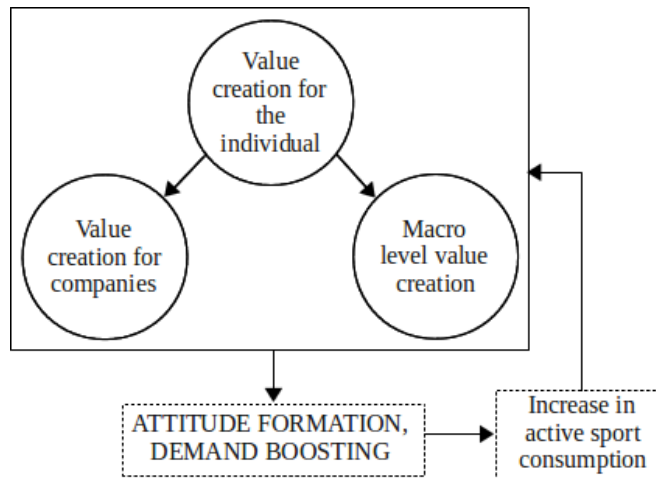 Value
creation for
the
individual
Value
creation for
companies
Macro
level value
creation
ATTITUDE FORMATION,
DEMAND BOOSTING
Increase in
active sport
consumption